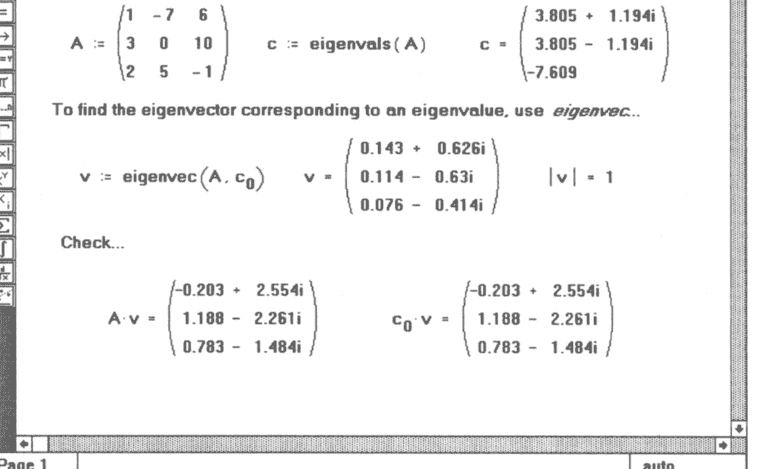 A := (1 -7 6; 3 0 10; 2 5 -1) c := eigenvals(A) c = (3.805 + 1.194i; 3.805 - 1.194i; -7.609)
To find the eigenvector corresponding to an eigenvalue, use eigenvec...
v := eigenvec(A, c₀) v = (0.143 + 0.626i; 0.114 - 0.63i; 0.076 - 0.414i) |v| = 1
Check...
A·v = (-0.203 + 2.554i; 1.188 - 2.261i; 0.783 - 1.484i) c₀·v = (-0.203 + 2.554i; 1.188 - 2.261i; 0.783 - 1.484i)
Page 1 auto